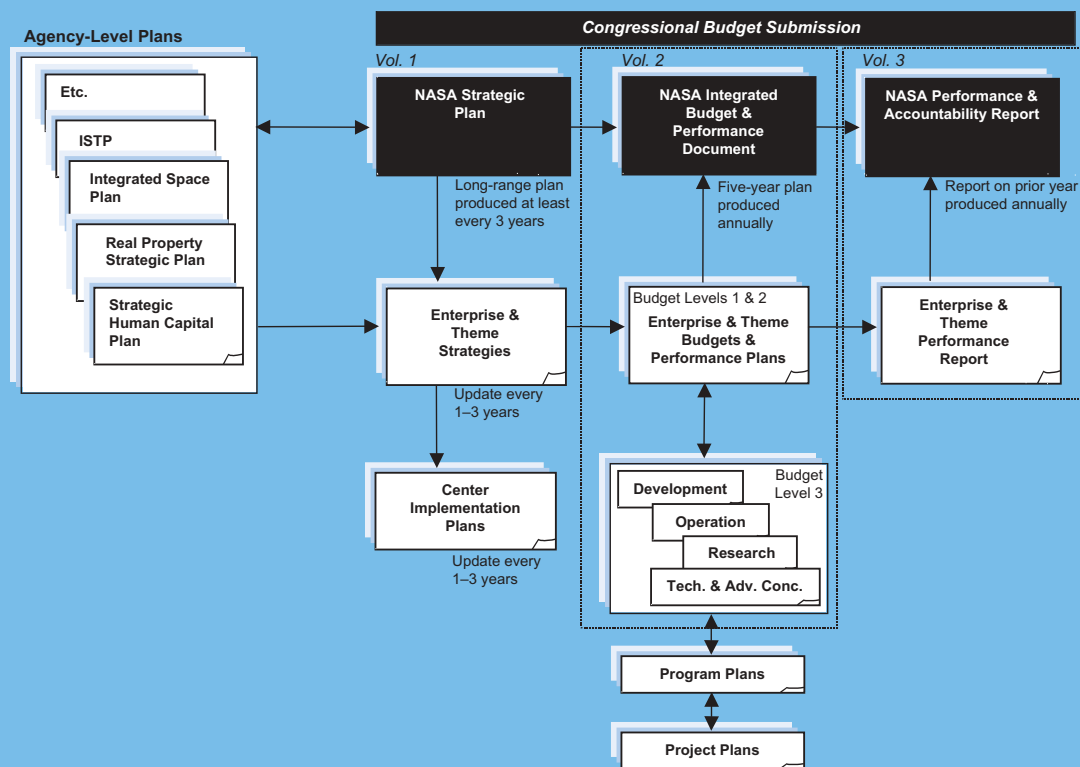 Congressional Budget Submission
Agency-Level Plans
Etc.
ISTP
Integrated Space
Plan
Real Property
Strategic Plan
Strategic
Human Capital
Plan
Vol. 1
NASA Strategic
Plan
Long-range plan
produced at least
every 3 years
Enterprise &
Theme
Strategies
Update every
1–3 years
Center
Implementation
Plans
Update every
1–3 years
Vol. 2
NASA Integrated
Budget &
Performance
Document
Five-year plan
produced
annually
Budget Levels 1 & 2
Enterprise & Theme
Budgets &
Performance Plans
Budget
Level 3
Development
Operation
Research
Tech. & Adv. Conc.
Program Plans
Project Plans
Vol. 3
NASA Performance &
Accountability Report
Report on prior year
produced annually
Enterprise &
Theme
Performance
Report